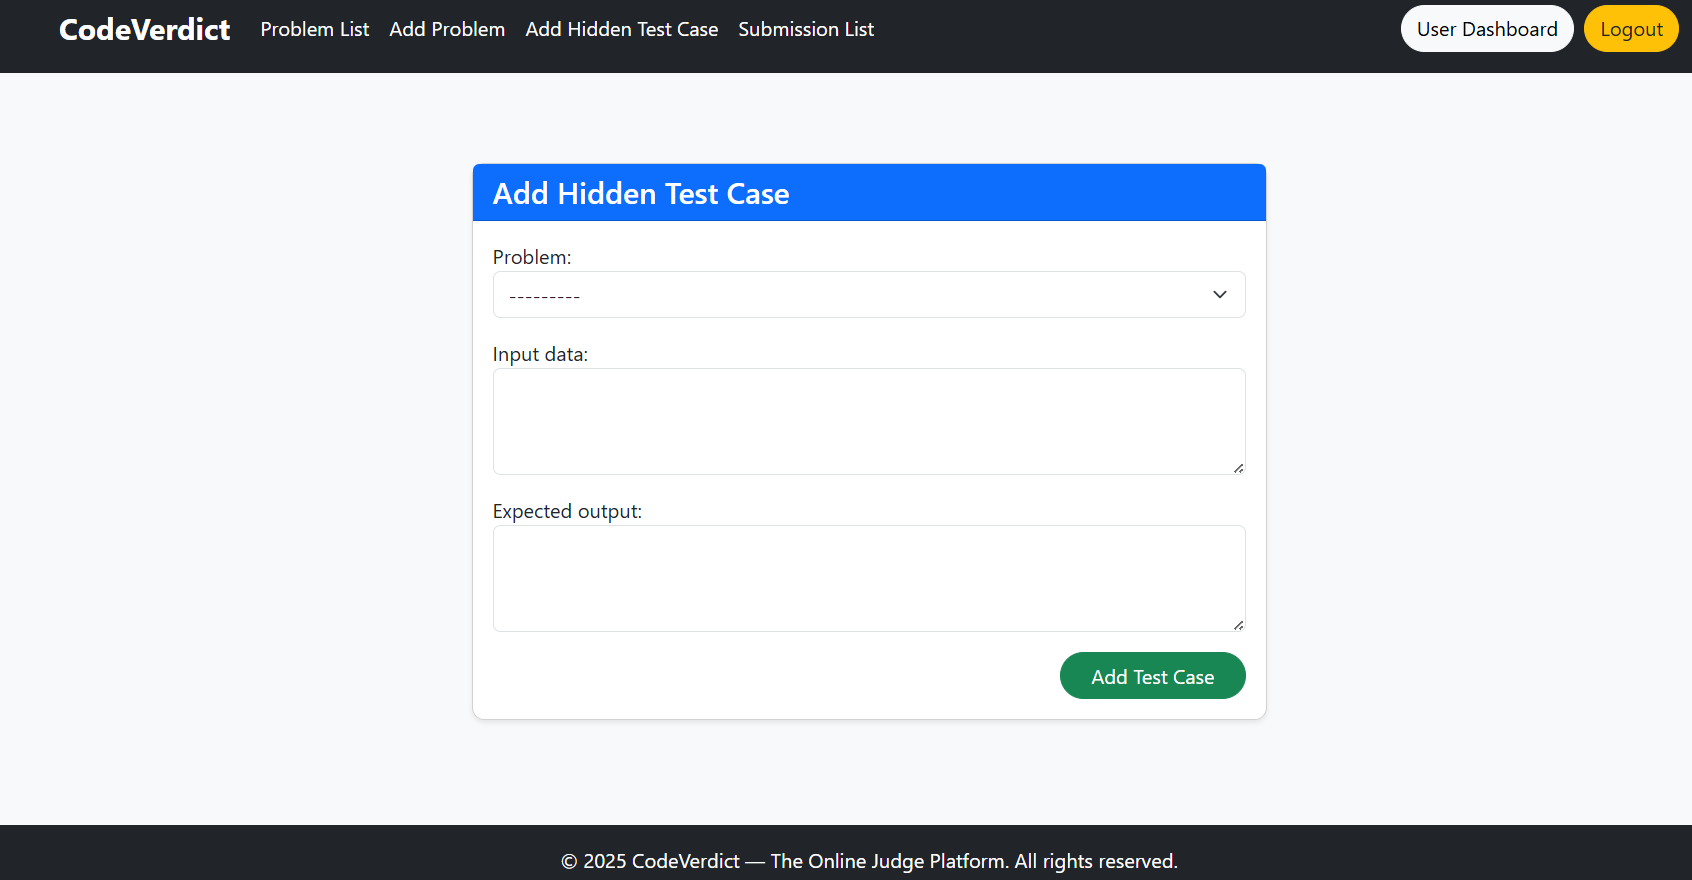 CodeVerdict Problem List Add Problem Add Hidden Test Case Submission List User Dashboard Logout
Add Hidden Test Case
Problem:
---------
Input data:
Expected output:
Add Test Case
© 2025 CodeVerdict — The Online Judge Platform. All rights reserved.